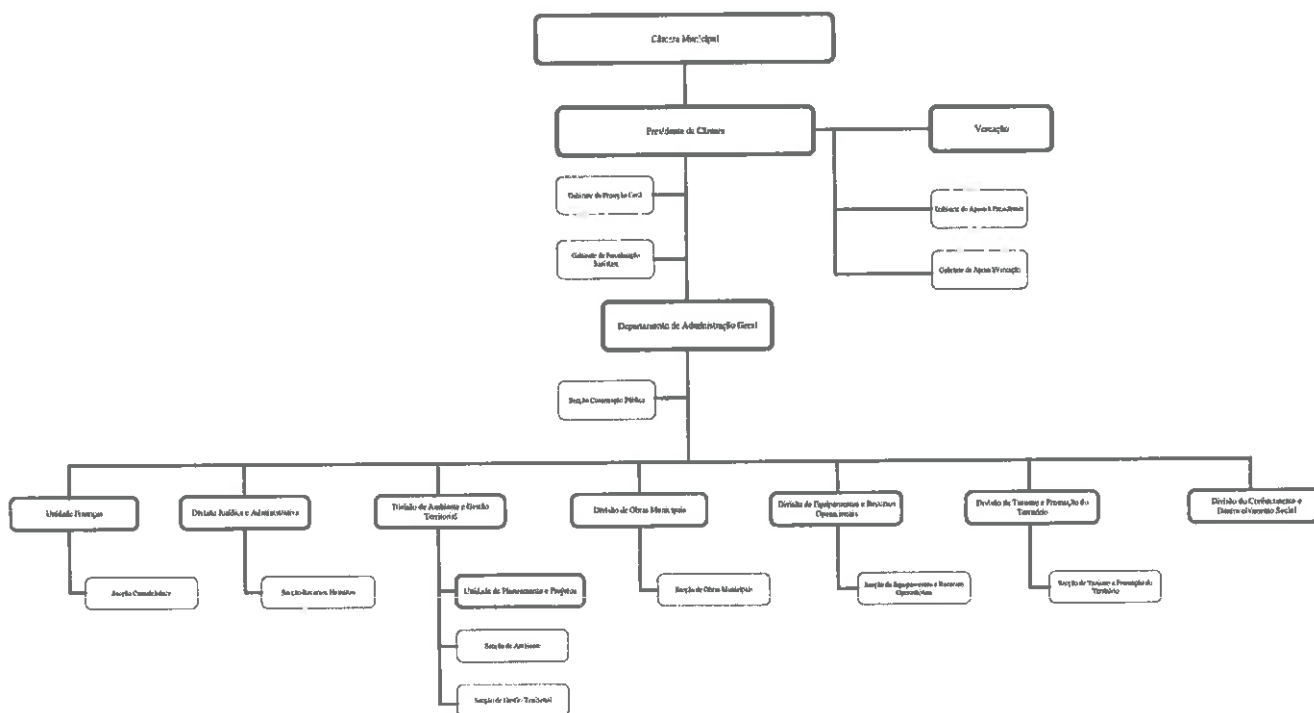 Câmara Municipal
Presidente da Câmara
Vereação
Gabinete de Proteção Civil
Gabinete de Apoio à Presidência
Gabinete de Fiscalização
Sanitária
Gabinete de Apoio à Vereação
Departamento de Administração Geral
Secção Contratação Pública
Unidade Finanças
Divisão Jurídica e Administrativa
Divisão de Ambiente e Gestão
Territorial
Divisão de Obras Municipais
Divisão de Equipamentos e Recursos
Operacionais
Divisão de Turismo e Promoção do
Território
Divisão do Conhecimento e
Desenvolvimento Social
Secção Contabilidade
Secção Recursos Humanos
Unidade de Planeamento e Projetos
Secção de Obras Municipais
Secção de Equipamentos e Recursos
Operacionais
Secção de Turismo e Promoção do
Território
Secção de Ambiente
Secção de Gestão Territorial